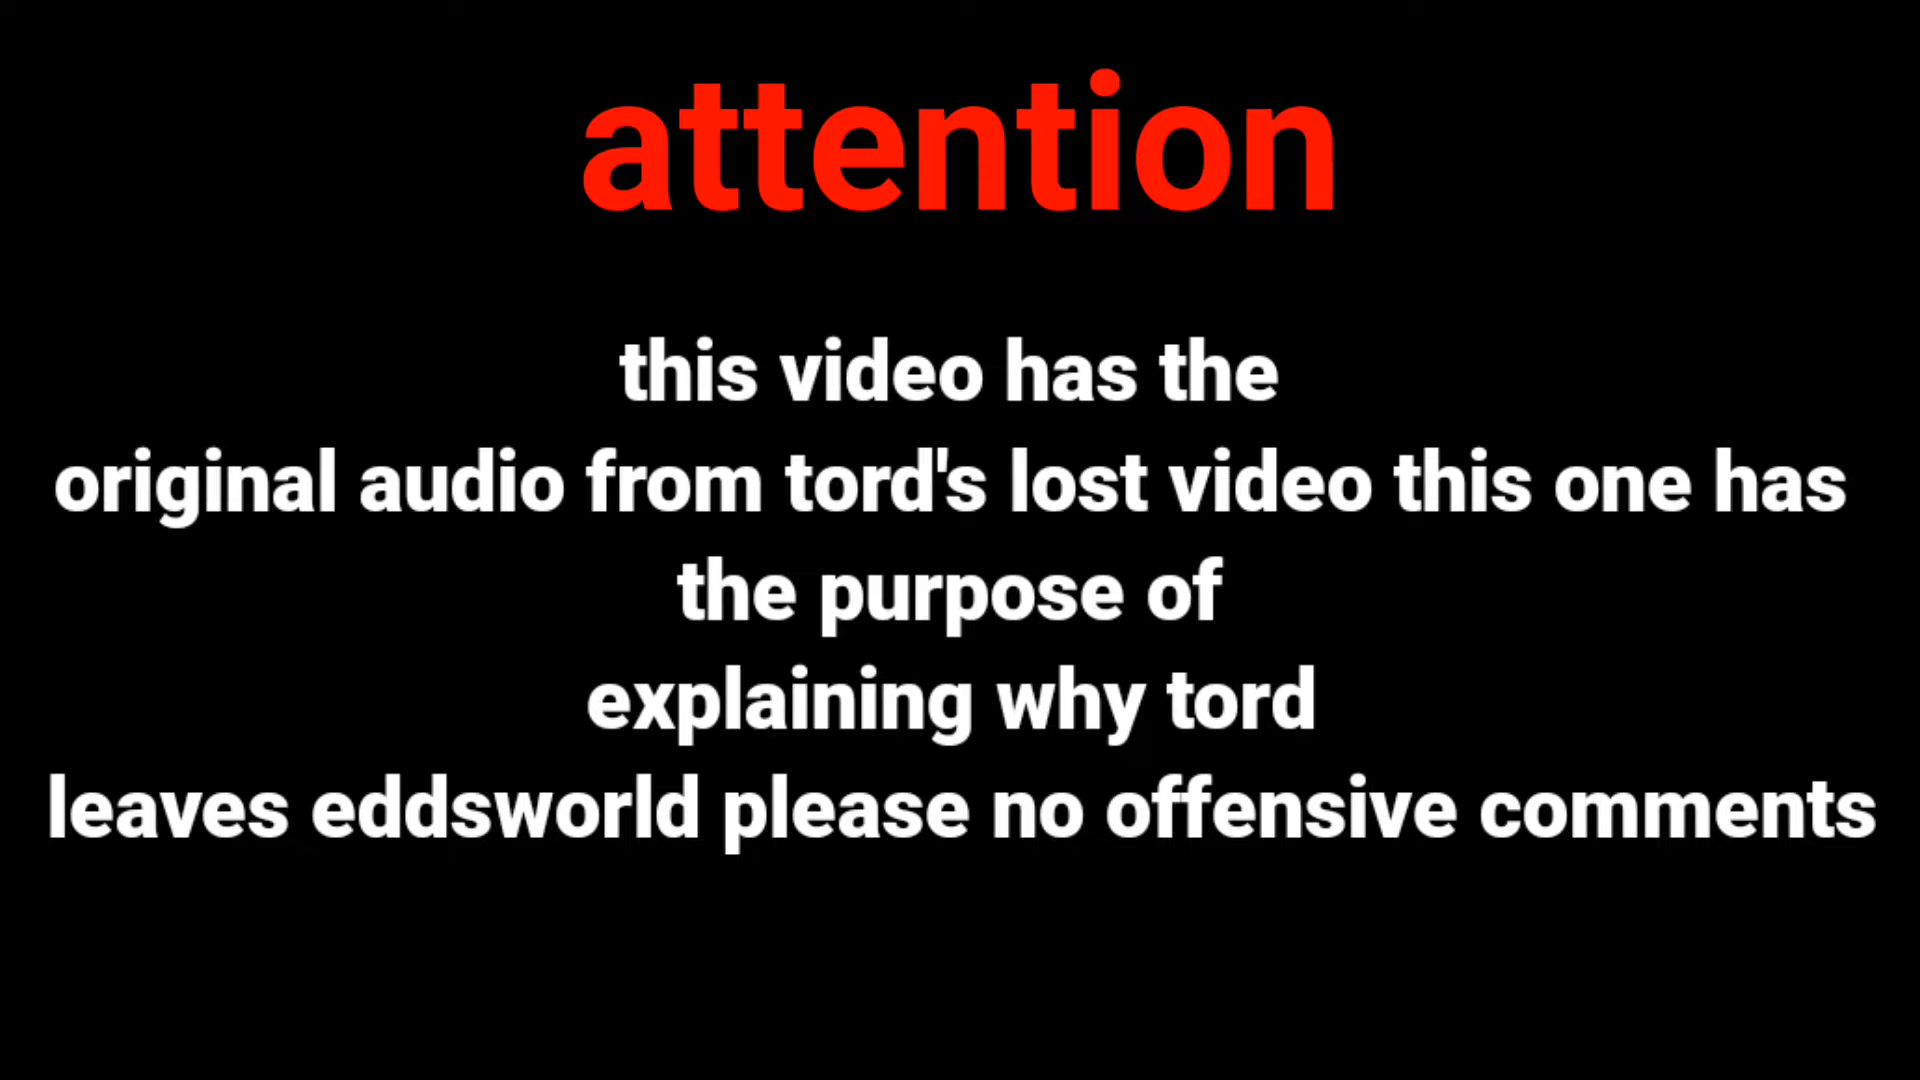 attention
this video has the
original audio from tord's lost video this one has
the purpose of
explaining why tord
leaves eddsworld please no offensive comments